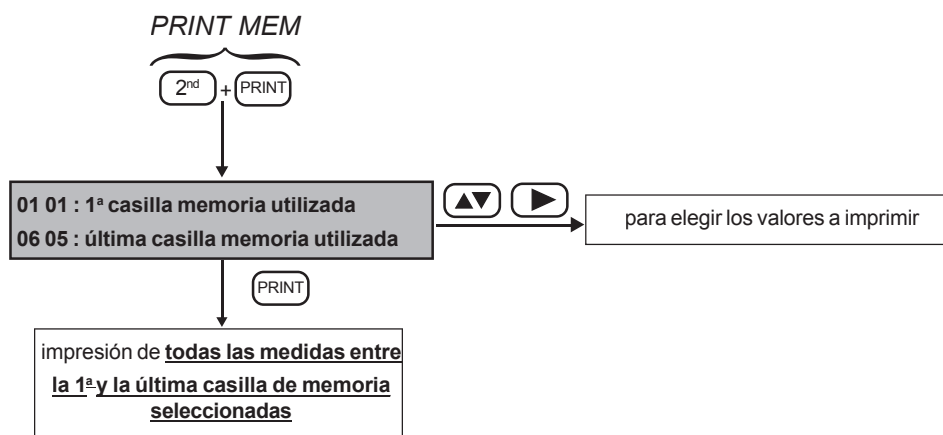 PRINT MEM
2nd + PRINT
01 01 : 1ª casilla memoria utilizada
06 05 : última casilla memoria utilizada
para elegir los valores a imprimir
PRINT
impresión de todas las medidas entre
la 1ª y la última casilla de memoria
seleccionadas